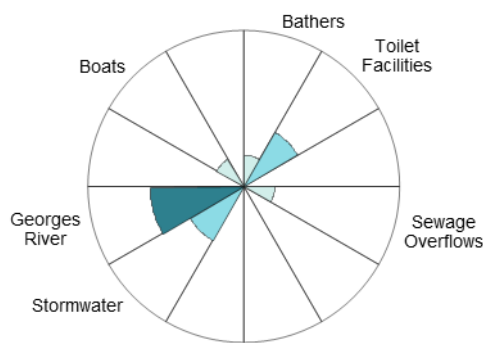 Bathers
Toilet
Facilities
Boats
Georges
River
Sewage
Overflows
Stormwater